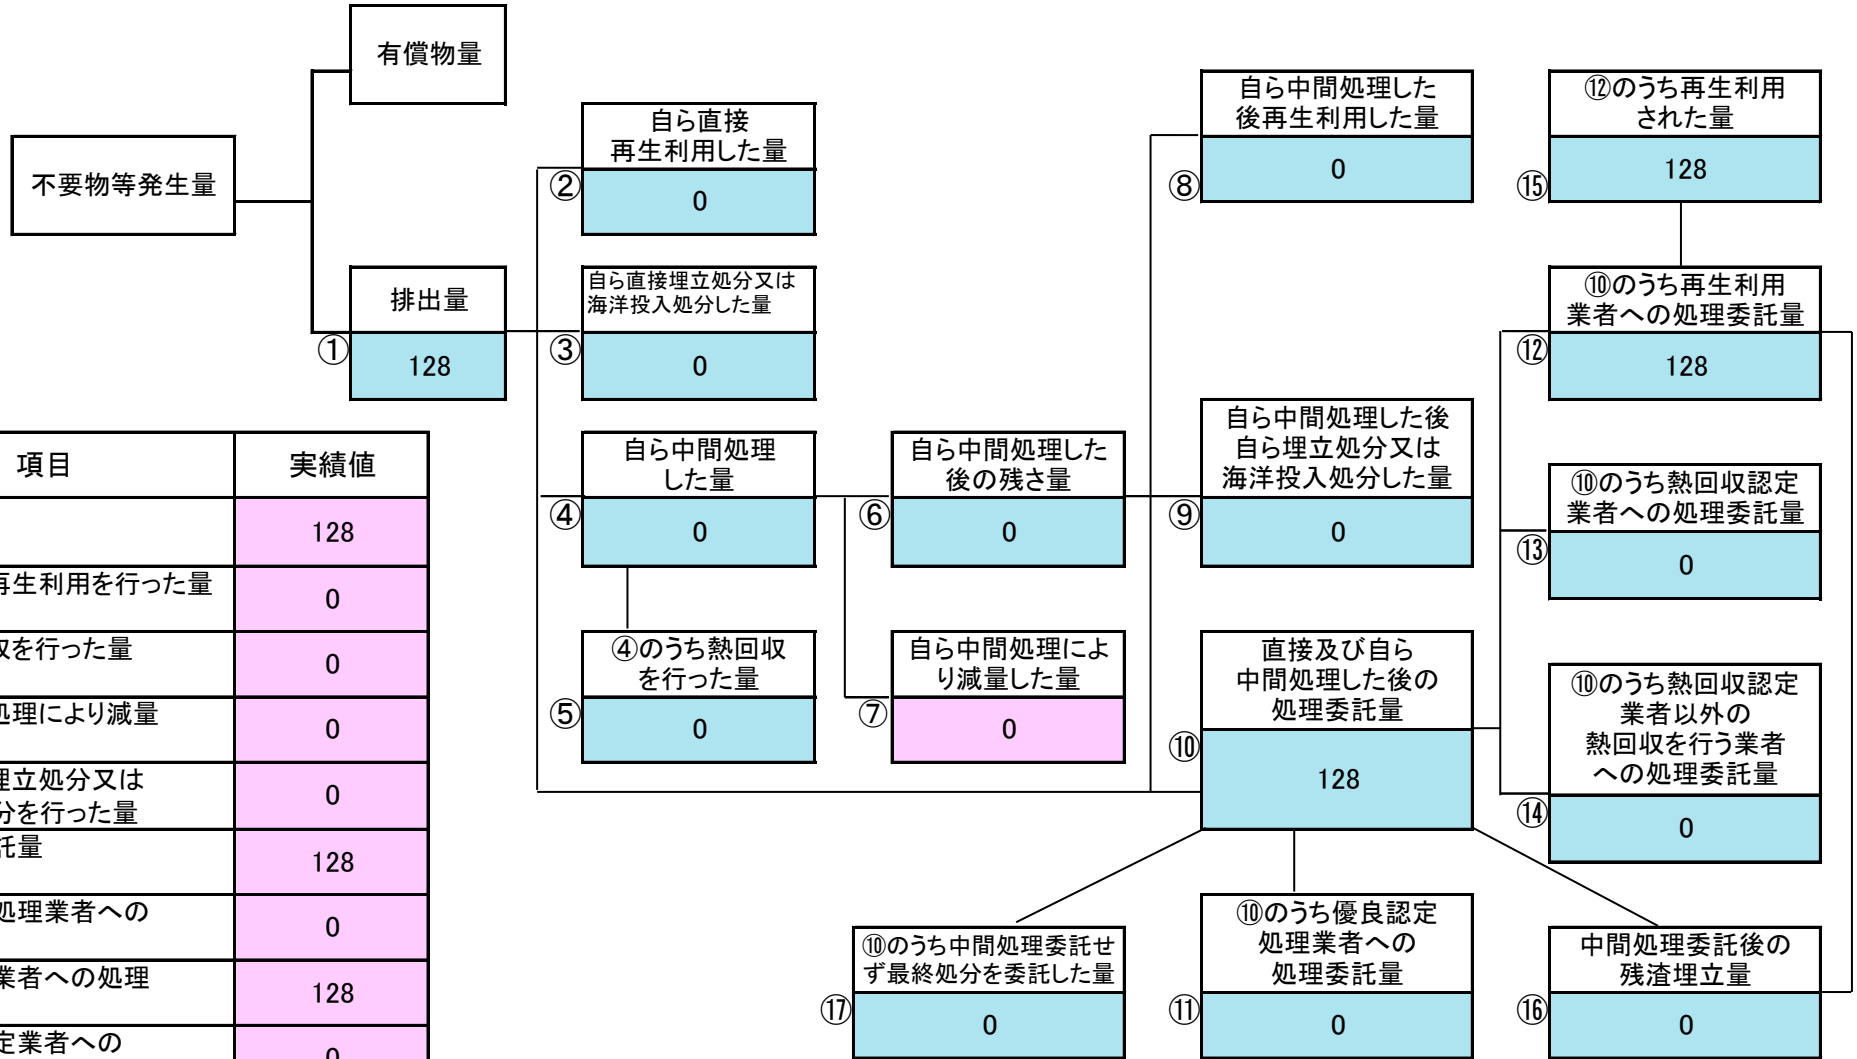 有償物量
不要物等発生量
排出量
①
128
自ら直接
再生利用した量
②
0
自ら直接埋立処分又は
海洋投入処分した量
③
0
自ら中間処理
した量
④
0
④のうち熱回収
を行った量
⑤
0
自ら中間処理した
後の残さ量
⑥
0
自ら中間処理によ
り減量した量
⑦
0
自ら中間処理した
後再生利用した量
⑧
0
自ら中間処理した後
自ら埋立処分又は
海洋投入処分した量
⑨
0
直接及び自ら
中間処理した後の
処理委託量
⑩
128
⑫のうち再生利用
された量
⑮
128
⑩のうち再生利用
業者への処理委託量
⑫
128
⑩のうち熱回収認定
業者への処理委託量
⑬
0
⑩のうち熱回収認定
業者以外の
熱回収を行う業者
への処理委託量
⑭
0
⑩のうち中間処理委託せ
ず最終処分を委託した量
⑰
0
⑩のうち優良認定
処理業者への
処理委託量
⑪
0
中間処理委託後の
残渣埋立量
⑯
0
項目 実績値
128
再生利用を行った量 0
収を行った量 0
処理により減量 0
埋立処分又は
分を行った量 0
託量 128
処理業者への 0
業者への処理 128
定業者への 0